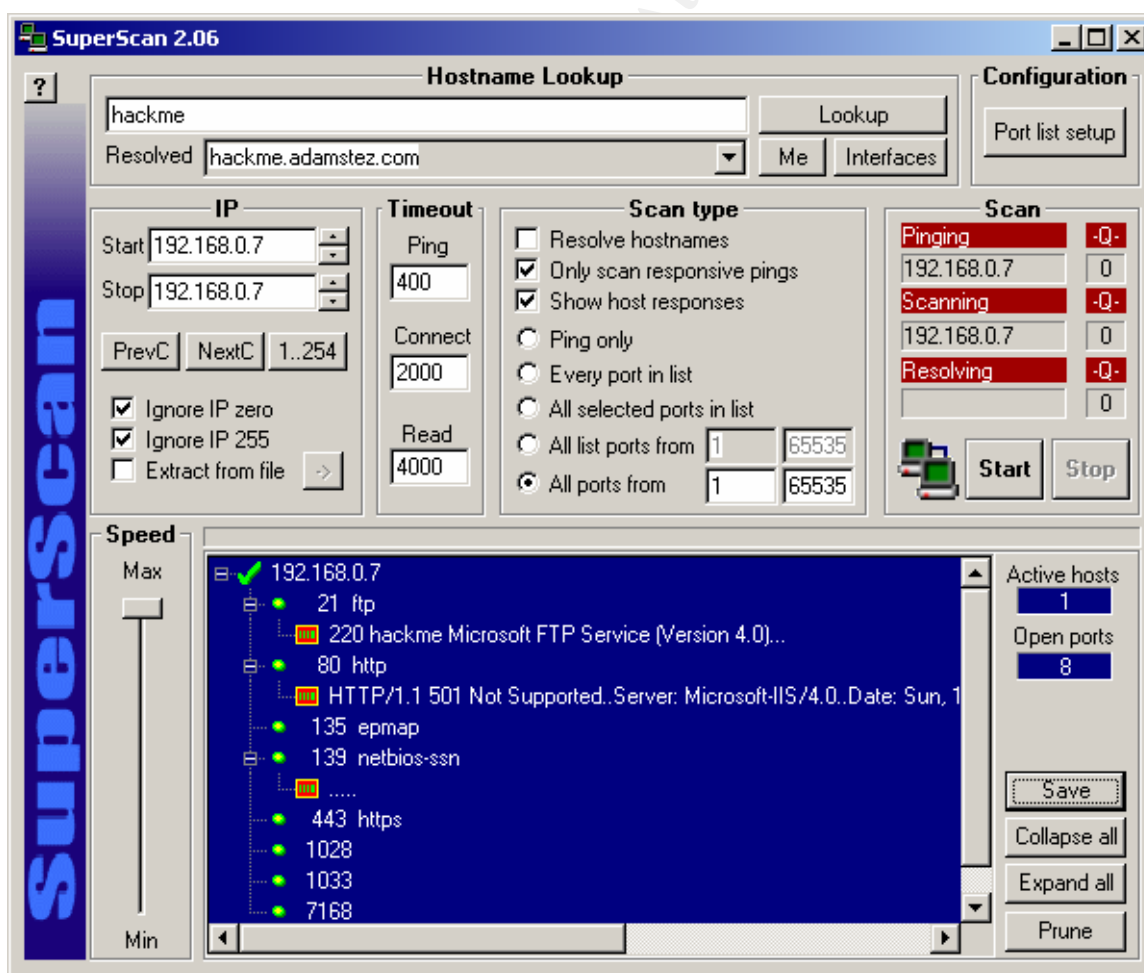 SuperScan 2.06
?
Hostname Lookup
hackme
Lookup
Resolved hackme.adamstez.com
Me
Interfaces
Configuration
Port list setup
IP
Start 192.168.0.7
Stop 192.168.0.7
PrevC
NextC
1..254
Ignore IP zero
Ignore IP 255
Extract from file
->
Timeout
Ping
400
Connect
2000
Read
4000
Scan type
Resolve hostnames
Only scan responsive pings
Show host responses
Ping only
Every port in list
All selected ports in list
All list ports from 1 65535
All ports from 1 65535
Scan
Pinging -Q-
192.168.0.7 0
Scanning -Q-
192.168.0.7 0
Resolving -Q-
0
Start
Stop
SuperScan
Speed
Max
Min
192.168.0.7
21 ftp
220 hackme Microsoft FTP Service (Version 4.0)...
80 http
HTTP/1.1 501 Not Supported..Server: Microsoft-IIS/4.0..Date: Sun, 1
135 epmap
139 netbios-ssn
.....
443 https
1028
1033
7168
Active hosts
1
Open ports
8
Save
Collapse all
Expand all
Prune